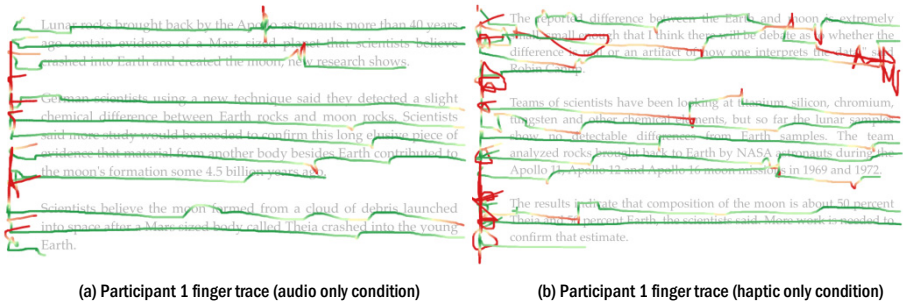 Lunar rocks brought back by the Apollo astronauts more than 40 years
ago contain evidence of a Mars-sized planet that scientists believe
crashed into Earth and created the moon, new research shows.
German scientists using a new technique said they detected a slight
chemical difference between Earth rocks and moon rocks. Scientists
said more study would be needed to confirm this long elusive piece of
evidence that material from another body besides Earth contributed to
the moon's formation some 4.5 billion years ago.
Scientists believe the moon formed from a cloud of debris launched
into space after a Mars-sized body called Theia crashed into the young
Earth.
(a) Participant 1 finger trace (audio only condition)
The reported difference between the Earth and moon is extremely
small enough that I think there will be debate as to whether the
difference is an artifact of how one interprets the data," said
Robin
Teams of scientists have been looking at titanium, silicon, chromium,
tungsten and other chemical elements, but so far the lunar samples
show no detectable differences from Earth samples. The team
analyzed rocks brought back to Earth by NASA astronauts during the
Apollo 11, Apollo 12 and Apollo 16 moon missions in 1969 and 1972.
The results indicate that composition of the moon is about 50 percent
Theia and 50 percent Earth, the scientists said. More work is needed to
confirm that estimate.
(b) Participant 1 finger trace (haptic only condition)